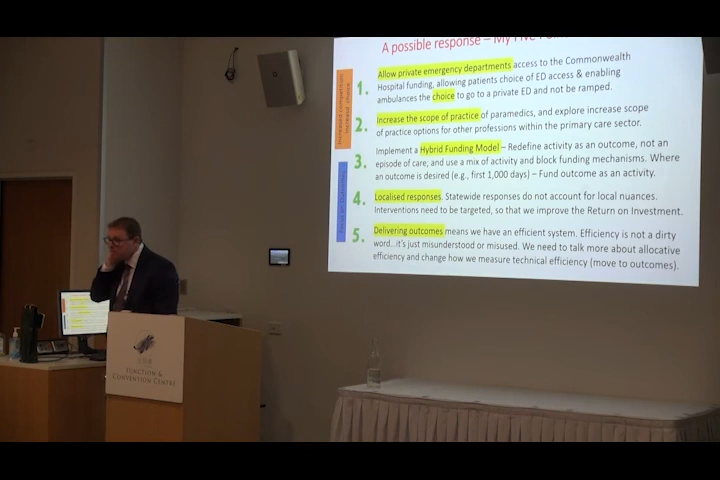 A possible response – My Five
Increased competition
Increase choice
1. Allow private emergency departments access to the Commonwealth
Hospital funding, allowing patients choice of ED access & enabling
ambulances the choice to go to a private ED and not be ramped.
2. Increase the scope of practice of paramedics, and explore increase scope
of practice options for other professions within the primary care sector.
3. Implement a Hybrid Funding Model – Redefine activity as an outcome, not an
episode of care, and use a mix of activity and block funding mechanisms. Where
an outcome is desired (e.g., first 1,000 days) – Fund outcome as an activity.
Focus on Outcomes
4. Localised responses. Statewide responses do not account for local nuances.
Interventions need to be targeted, so that we improve the Return on Investment.
5. Delivering outcomes means we have an efficient system. Efficiency is not a dirty
word...it's just misunderstood or misused. We need to talk more about allocative
efficiency and change how we measure technical efficiency (move to outcomes).
FUNCTION &
CONVENTION CENTRE